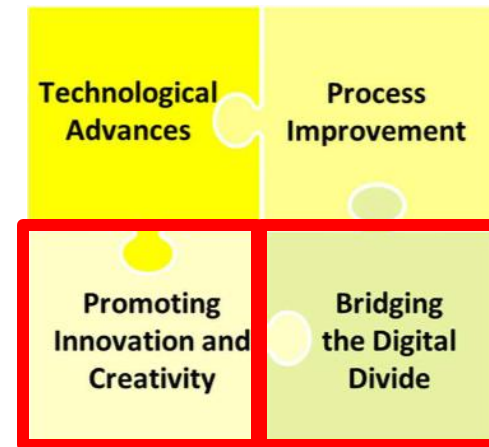 Technological
Advances
Process
Improvement
Promoting
Innovation and
Creativity
Bridging
the Digital
Divide